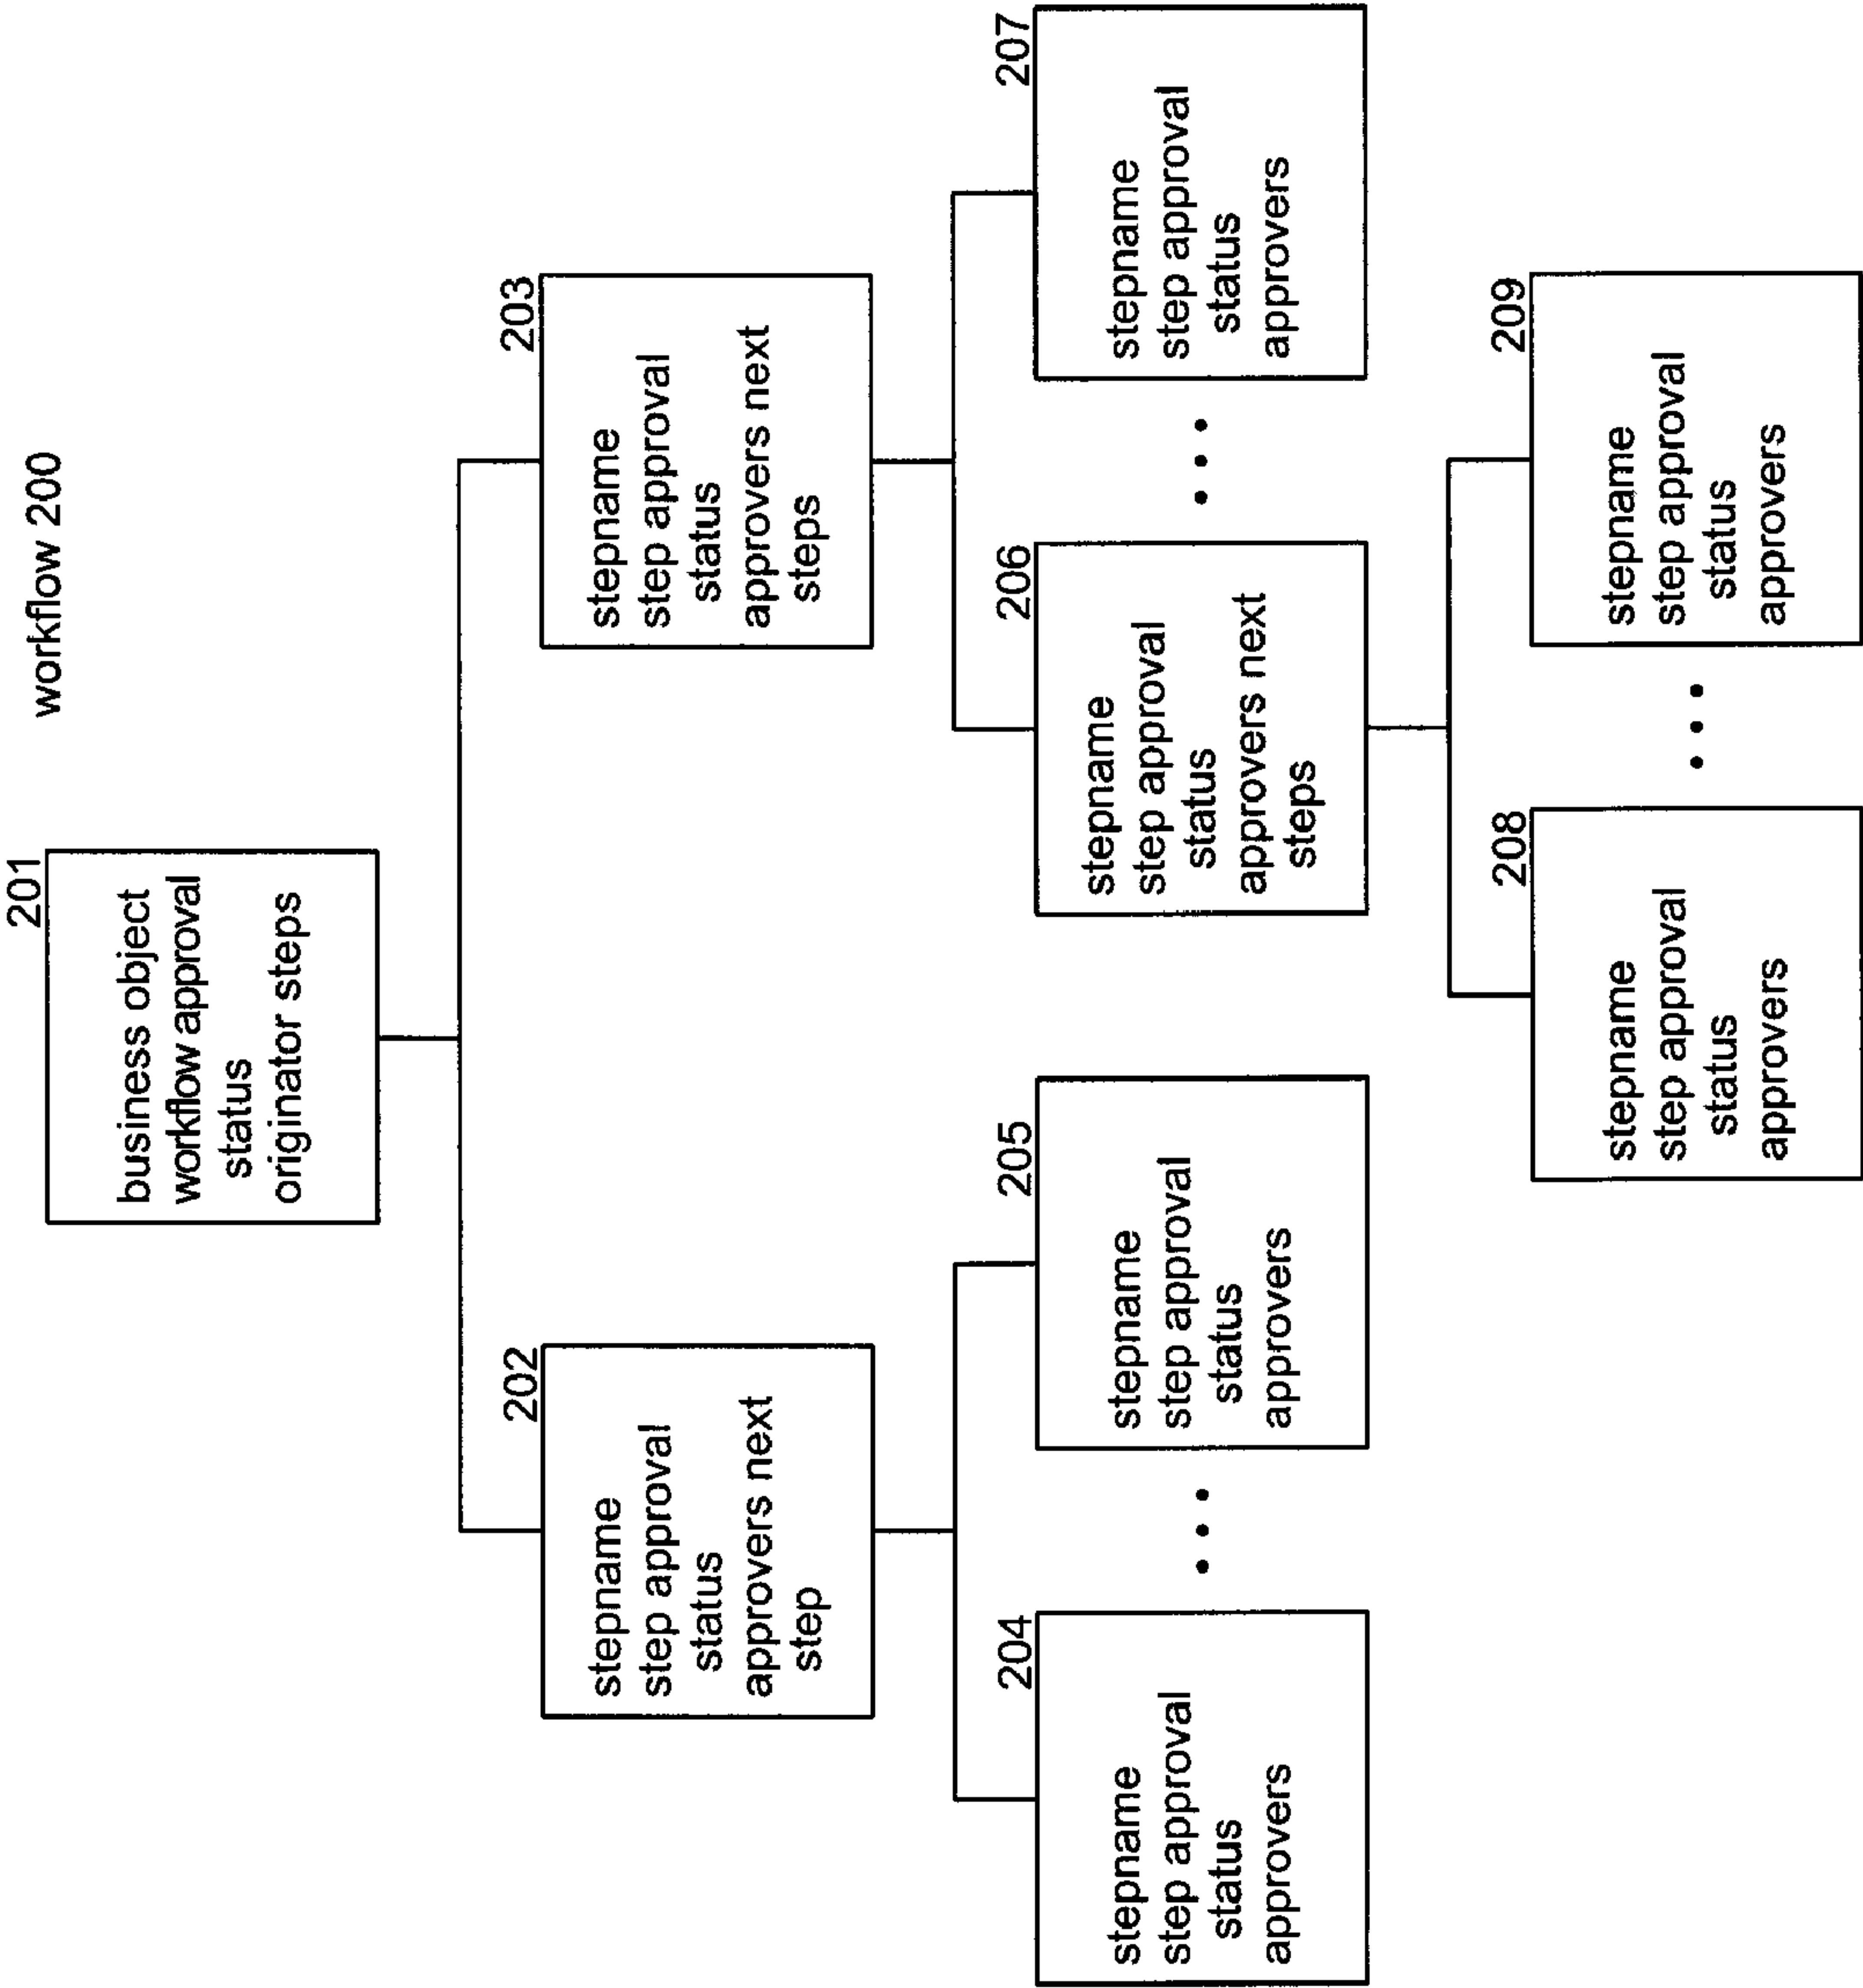 workflow 200
201
business object
workflow approval
status
originator steps
202
stepname
step approval
status
approvers next
step
203
stepname
step approval
status
approvers next
steps
204
stepname
step approval
status
approvers
205
stepname
step approval
status
approvers
206
stepname
step approval
status
approvers next
steps
207
stepname
step approval
status
approvers
208
stepname
step approval
status
approvers
209
stepname
step approval
status
approvers